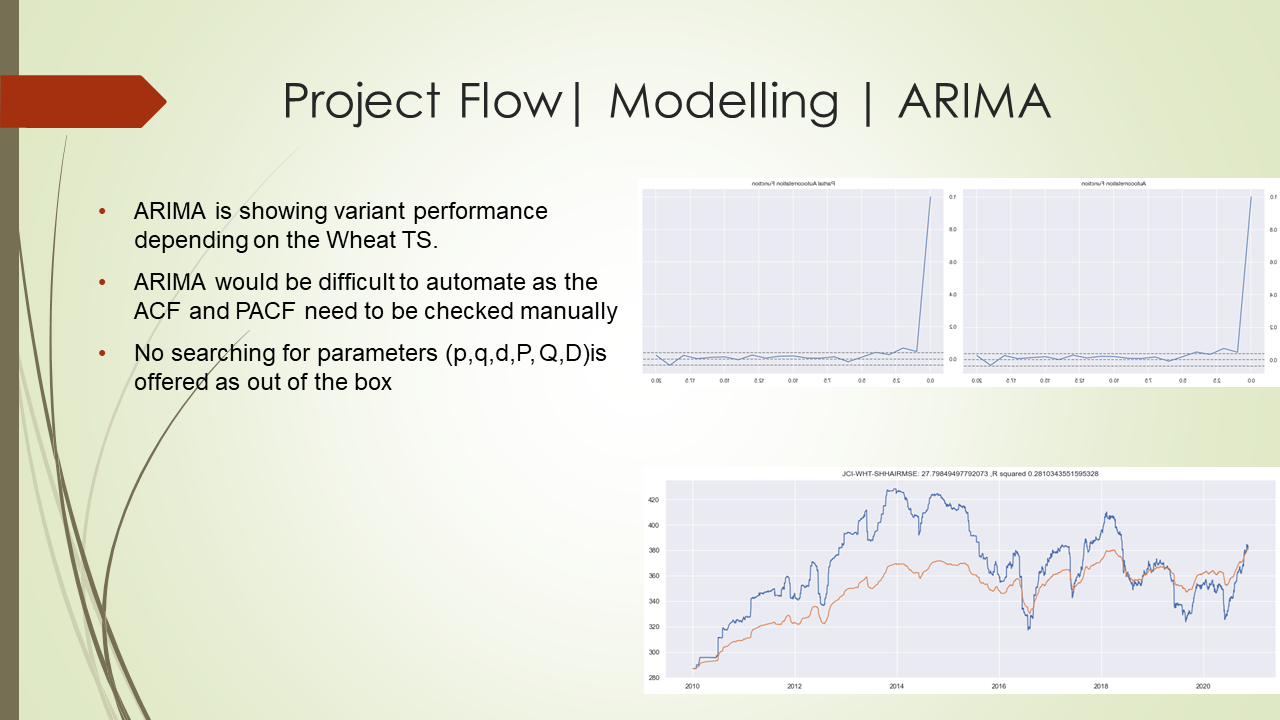 Project Flow| Modelling | ARIMA
• ARIMA is showing variant performance
depending on the Wheat TS.
• ARIMA would be difficult to automate as the
ACF and PACF need to be checked manually
• No searching for parameters (p,q,d,P,Q,D)is
offered as out of the box
Partial Autocorrelation Function
Autocorrelation Function
1.0
0.8
0.6
0.4
0.2
0.0
20.0 17.5 15.0 12.5 10.0 7.5 5.0 2.5 0.0
1.0
0.8
0.6
0.4
0.2
0.0
20.0 17.5 15.0 12.5 10.0 7.5 5.0 2.5 0.0
JCI-WHT-SHHAIRMSE: 27.79849497792073 ,R squared 0.2810343551595328
420
400
380
360
340
320
300
280
2010 2012 2014 2016 2018 2020